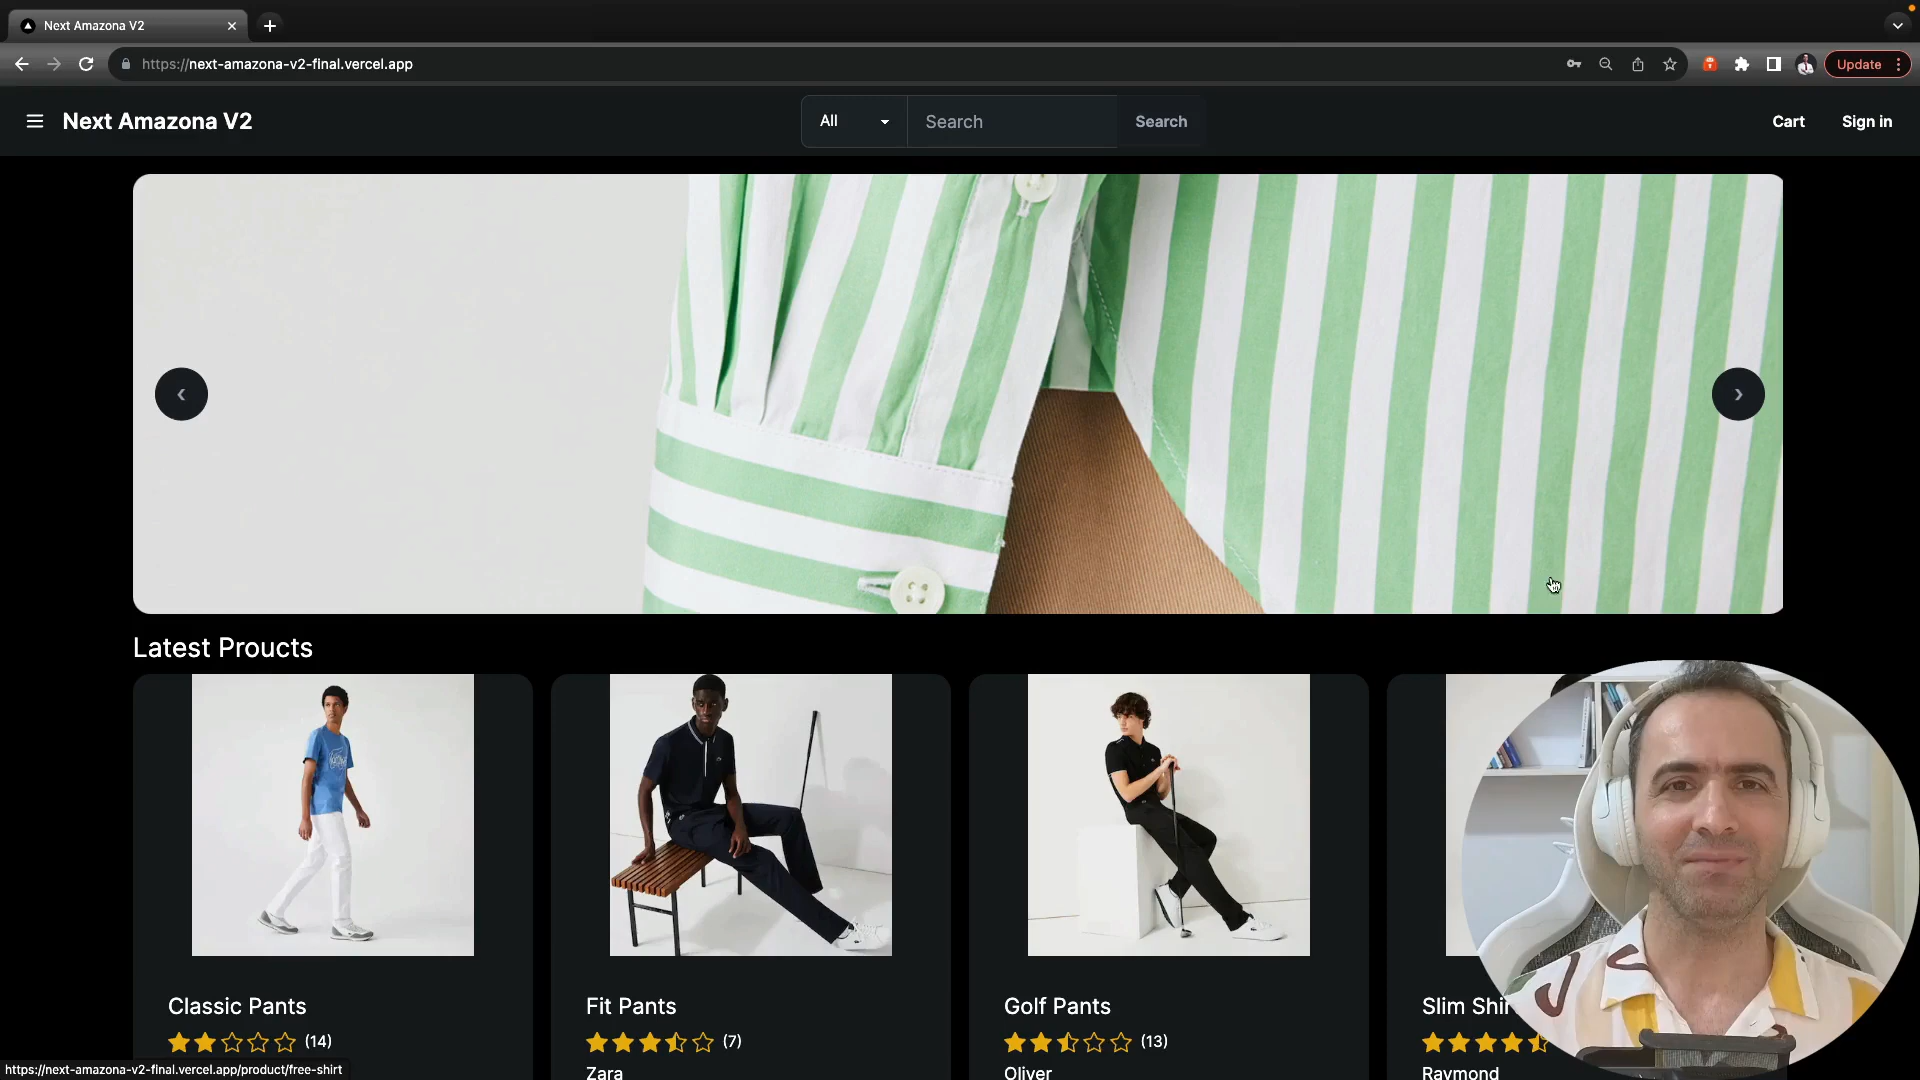 Next Amazona V2
https://next-amazona-v2-final.vercel.app
Update
Next Amazona V2
All
Search
Search
Cart
Sign in
Latest Proucts
Classic Pants
Fit Pants
Golf Pants
Slim
(14)
(7)
(13)
Zara
Oliver
Raymond
https://next-amazona-v2-final.vercel.app/product/free-shirt